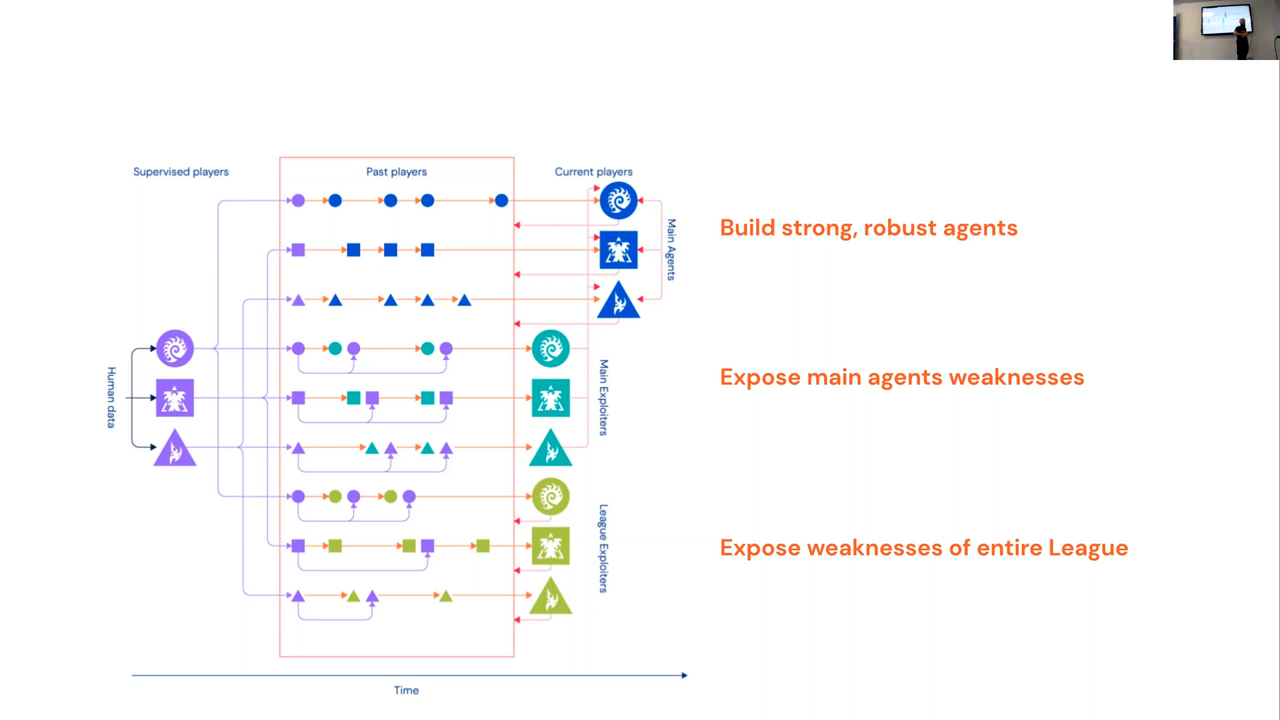 Supervised players
Past players
Current players
Main Agents
Build strong, robust agents
Human data
Main Exploiters
Expose main agents weaknesses
League Exploiters
Expose weaknesses of entire League
Time